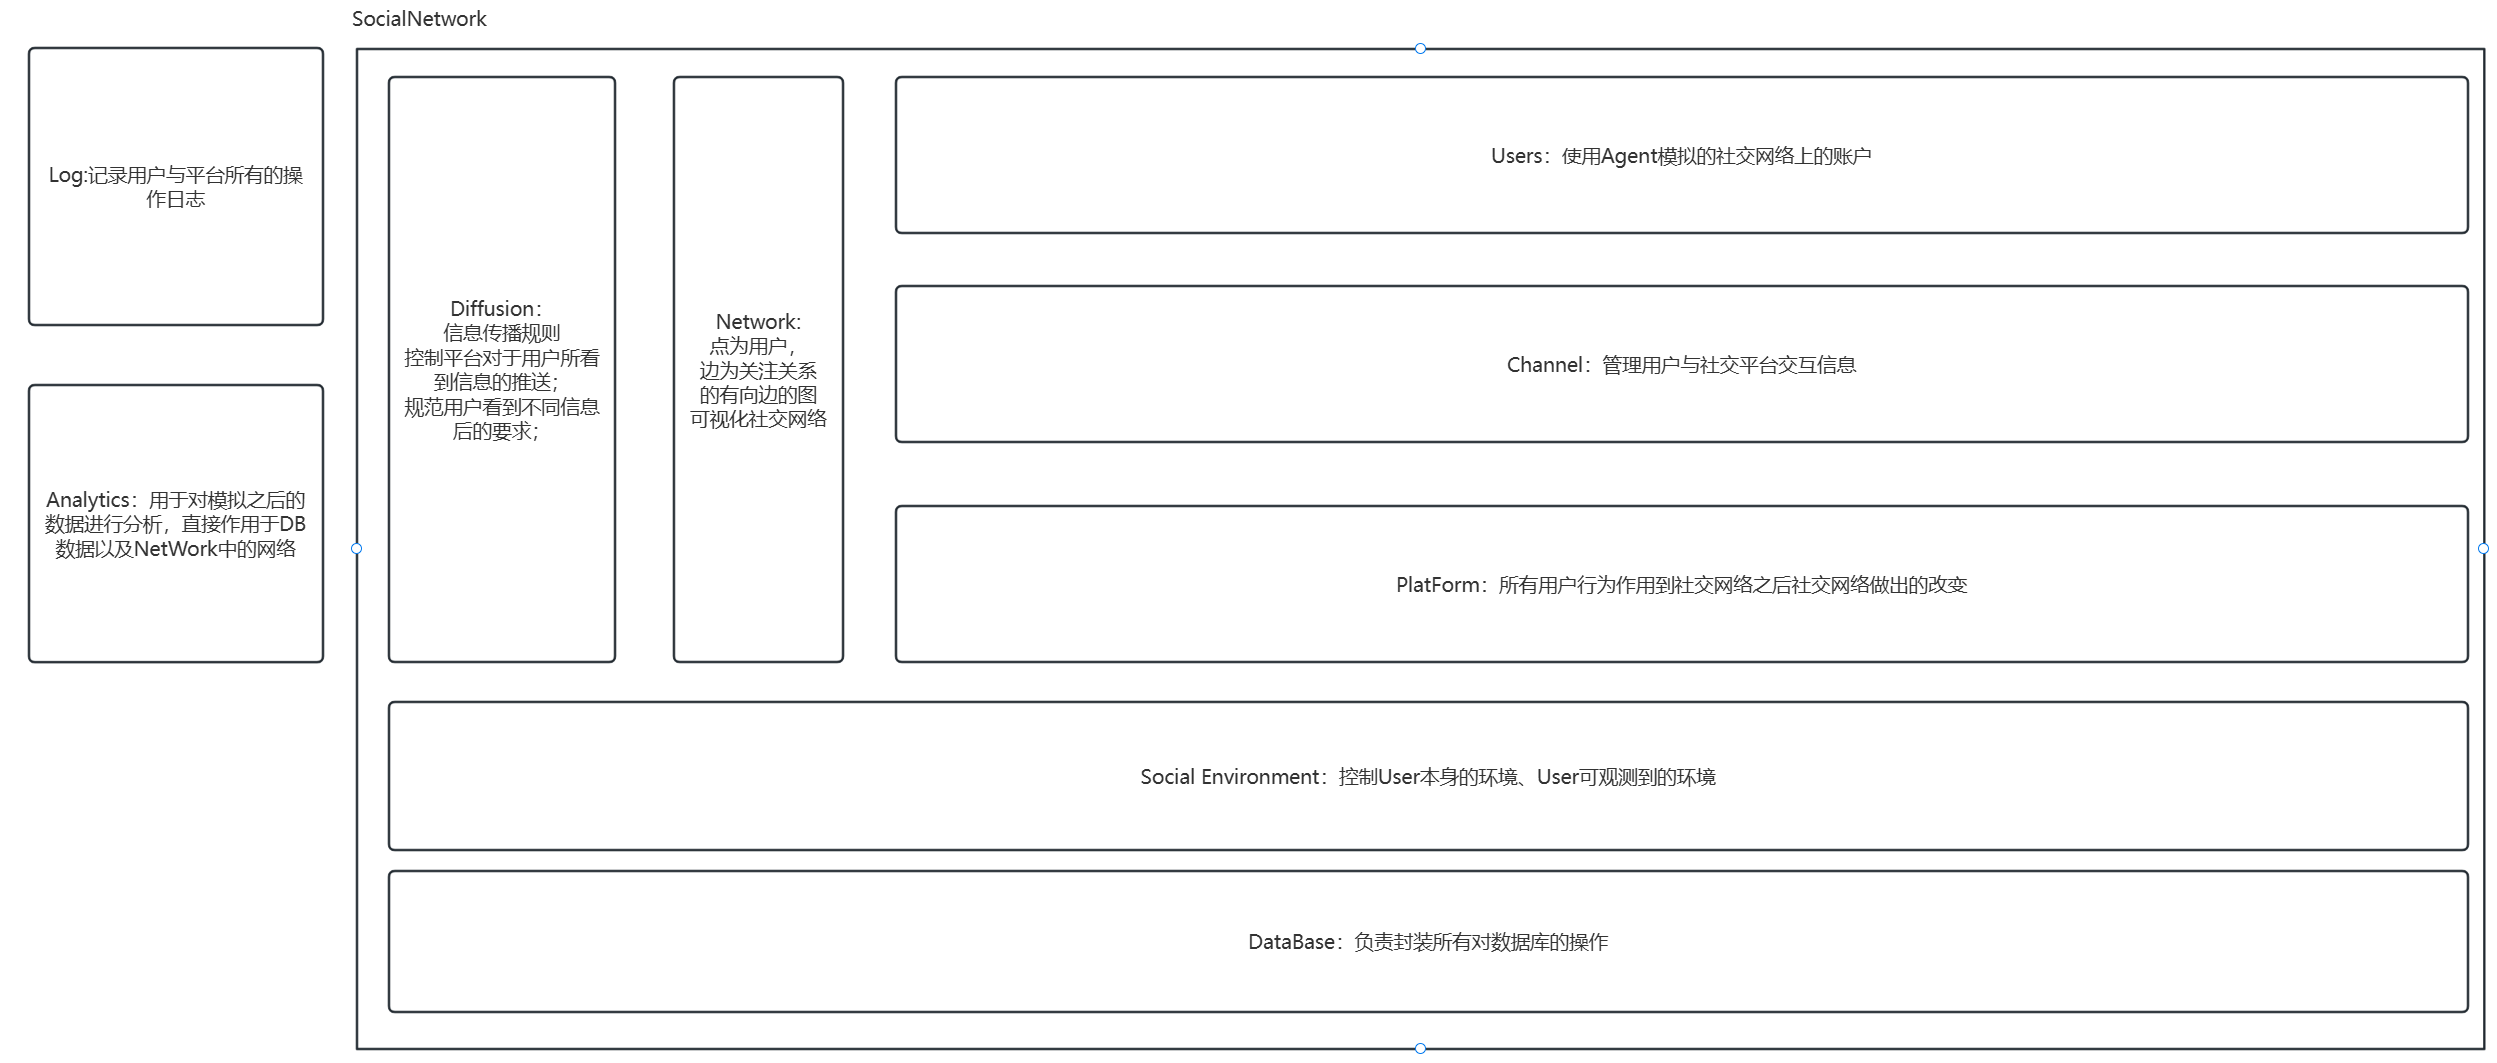 SocialNetwork
Log:记录用户与平台所有的操
作日志
Analytics：用于对模拟之后的
数据进行分析，直接作用于DB
数据以及NetWork中的网络
Diffusion：
信息传播规则
控制平台对于用户所看
到信息的推送；
规范用户看到不同信息
后的要求；
Network:
点为用户，
边为关注关系
的有向边的图
可视化社交网络
Users：使用Agent模拟的社交网络上的账户
Channel：管理用户与社交平台交互信息
PlatForm：所有用户行为作用到社交网络之后社交网络做出的改变
Social Environment：控制User本身的环境、User可观测到的环境
DataBase：负责封装所有对数据库的操作